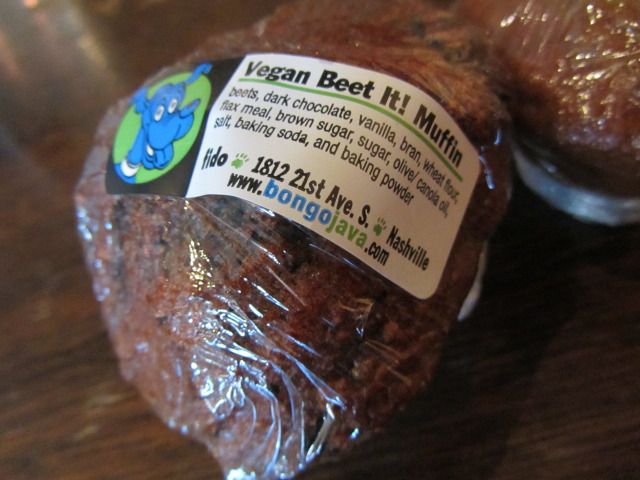 Vegan Beet It! Muffin
beets, dark chocolate, vanilla, bran, wheat flour,
flax meal, brown sugar, sugar, olive/ canola oil,
salt, baking soda, and baking powder
fido 1812 21st Ave. S. Nashville
www.bongojava.com